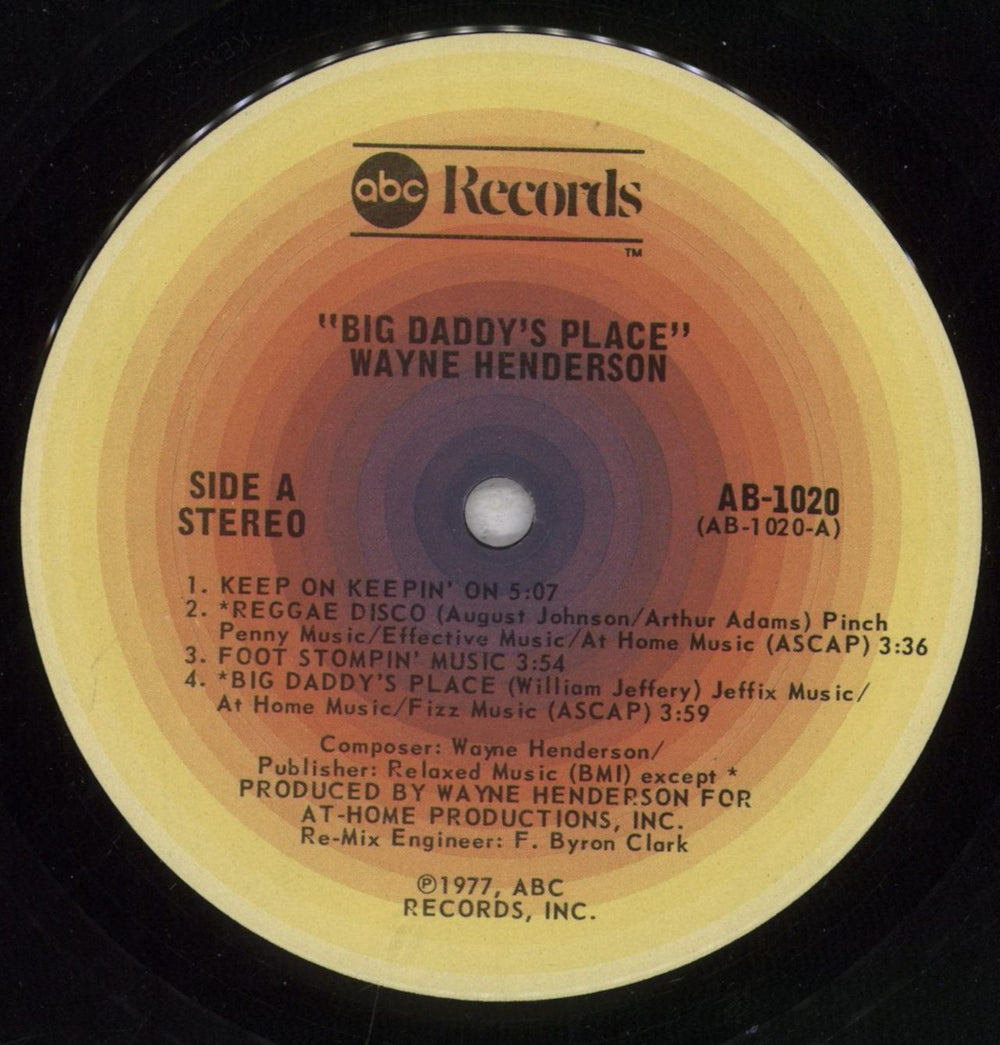 abc Records
TM
"BIG DADDY'S PLACE"
WAYNE HENDERSON
SIDE A
STEREO
AB-1020
(AB-1020-A)
1. KEEP ON KEEPIN' ON 5:07
2. *REGGAE DISCO (August Johnson/Arthur Adams) Pinch
Penny Music/Effective Music/At Home Music (ASCAP) 3:36
3. FOOT STOMPIN' MUSIC 3:54
4. *BIG DADDY'S PLACE (William Jeffery) Jeffix Music/
At Home Music/Fizz Music (ASCAP) 3:59
Composer: Wayne Henderson/
Publisher: Relaxed Music (BMI) except *
PRODUCED BY WAYNE HENDERSON FOR
AT-HOME PRODUCTIONS, INC.
Re-Mix Engineer: F. Byron Clark
℗1977, ABC
RECORDS, INC.